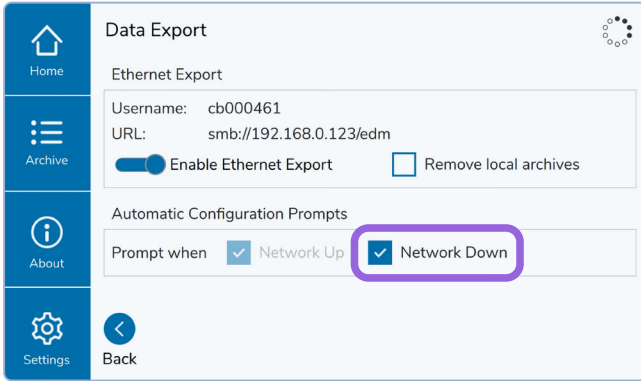 Data Export
Home
Ethernet Export
Username: cb000461
URL: smb://192.168.0.123/edm
Enable Ethernet Export Remove local archives
Archive
Automatic Configuration Prompts
Prompt when Network Up Network Down
About
Settings
Back